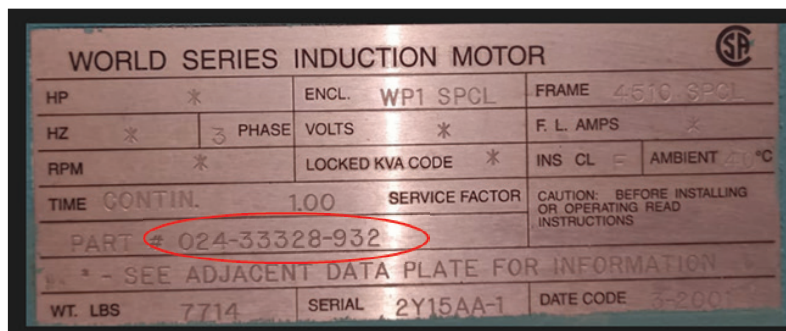 WORLD SERIES INDUCTION MOTOR
HP * ENCL. WP1 SPCL FRAME 4510 SPCL
HZ * 3 PHASE VOLTS * F. L. AMPS *
RPM * LOCKED KVA CODE * INS CL F AMBIENT 40 °C
TIME CONTIN. 1.00 SERVICE FACTOR CAUTION: BEFORE INSTALLING
OR OPERATING READ
INSTRUCTIONS
PART # 024-33328-932
* - SEE ADJACENT DATA PLATE FOR INFORMATION
WT. LBS 7714 SERIAL 2Y15AA-1 DATE CODE 3-2001